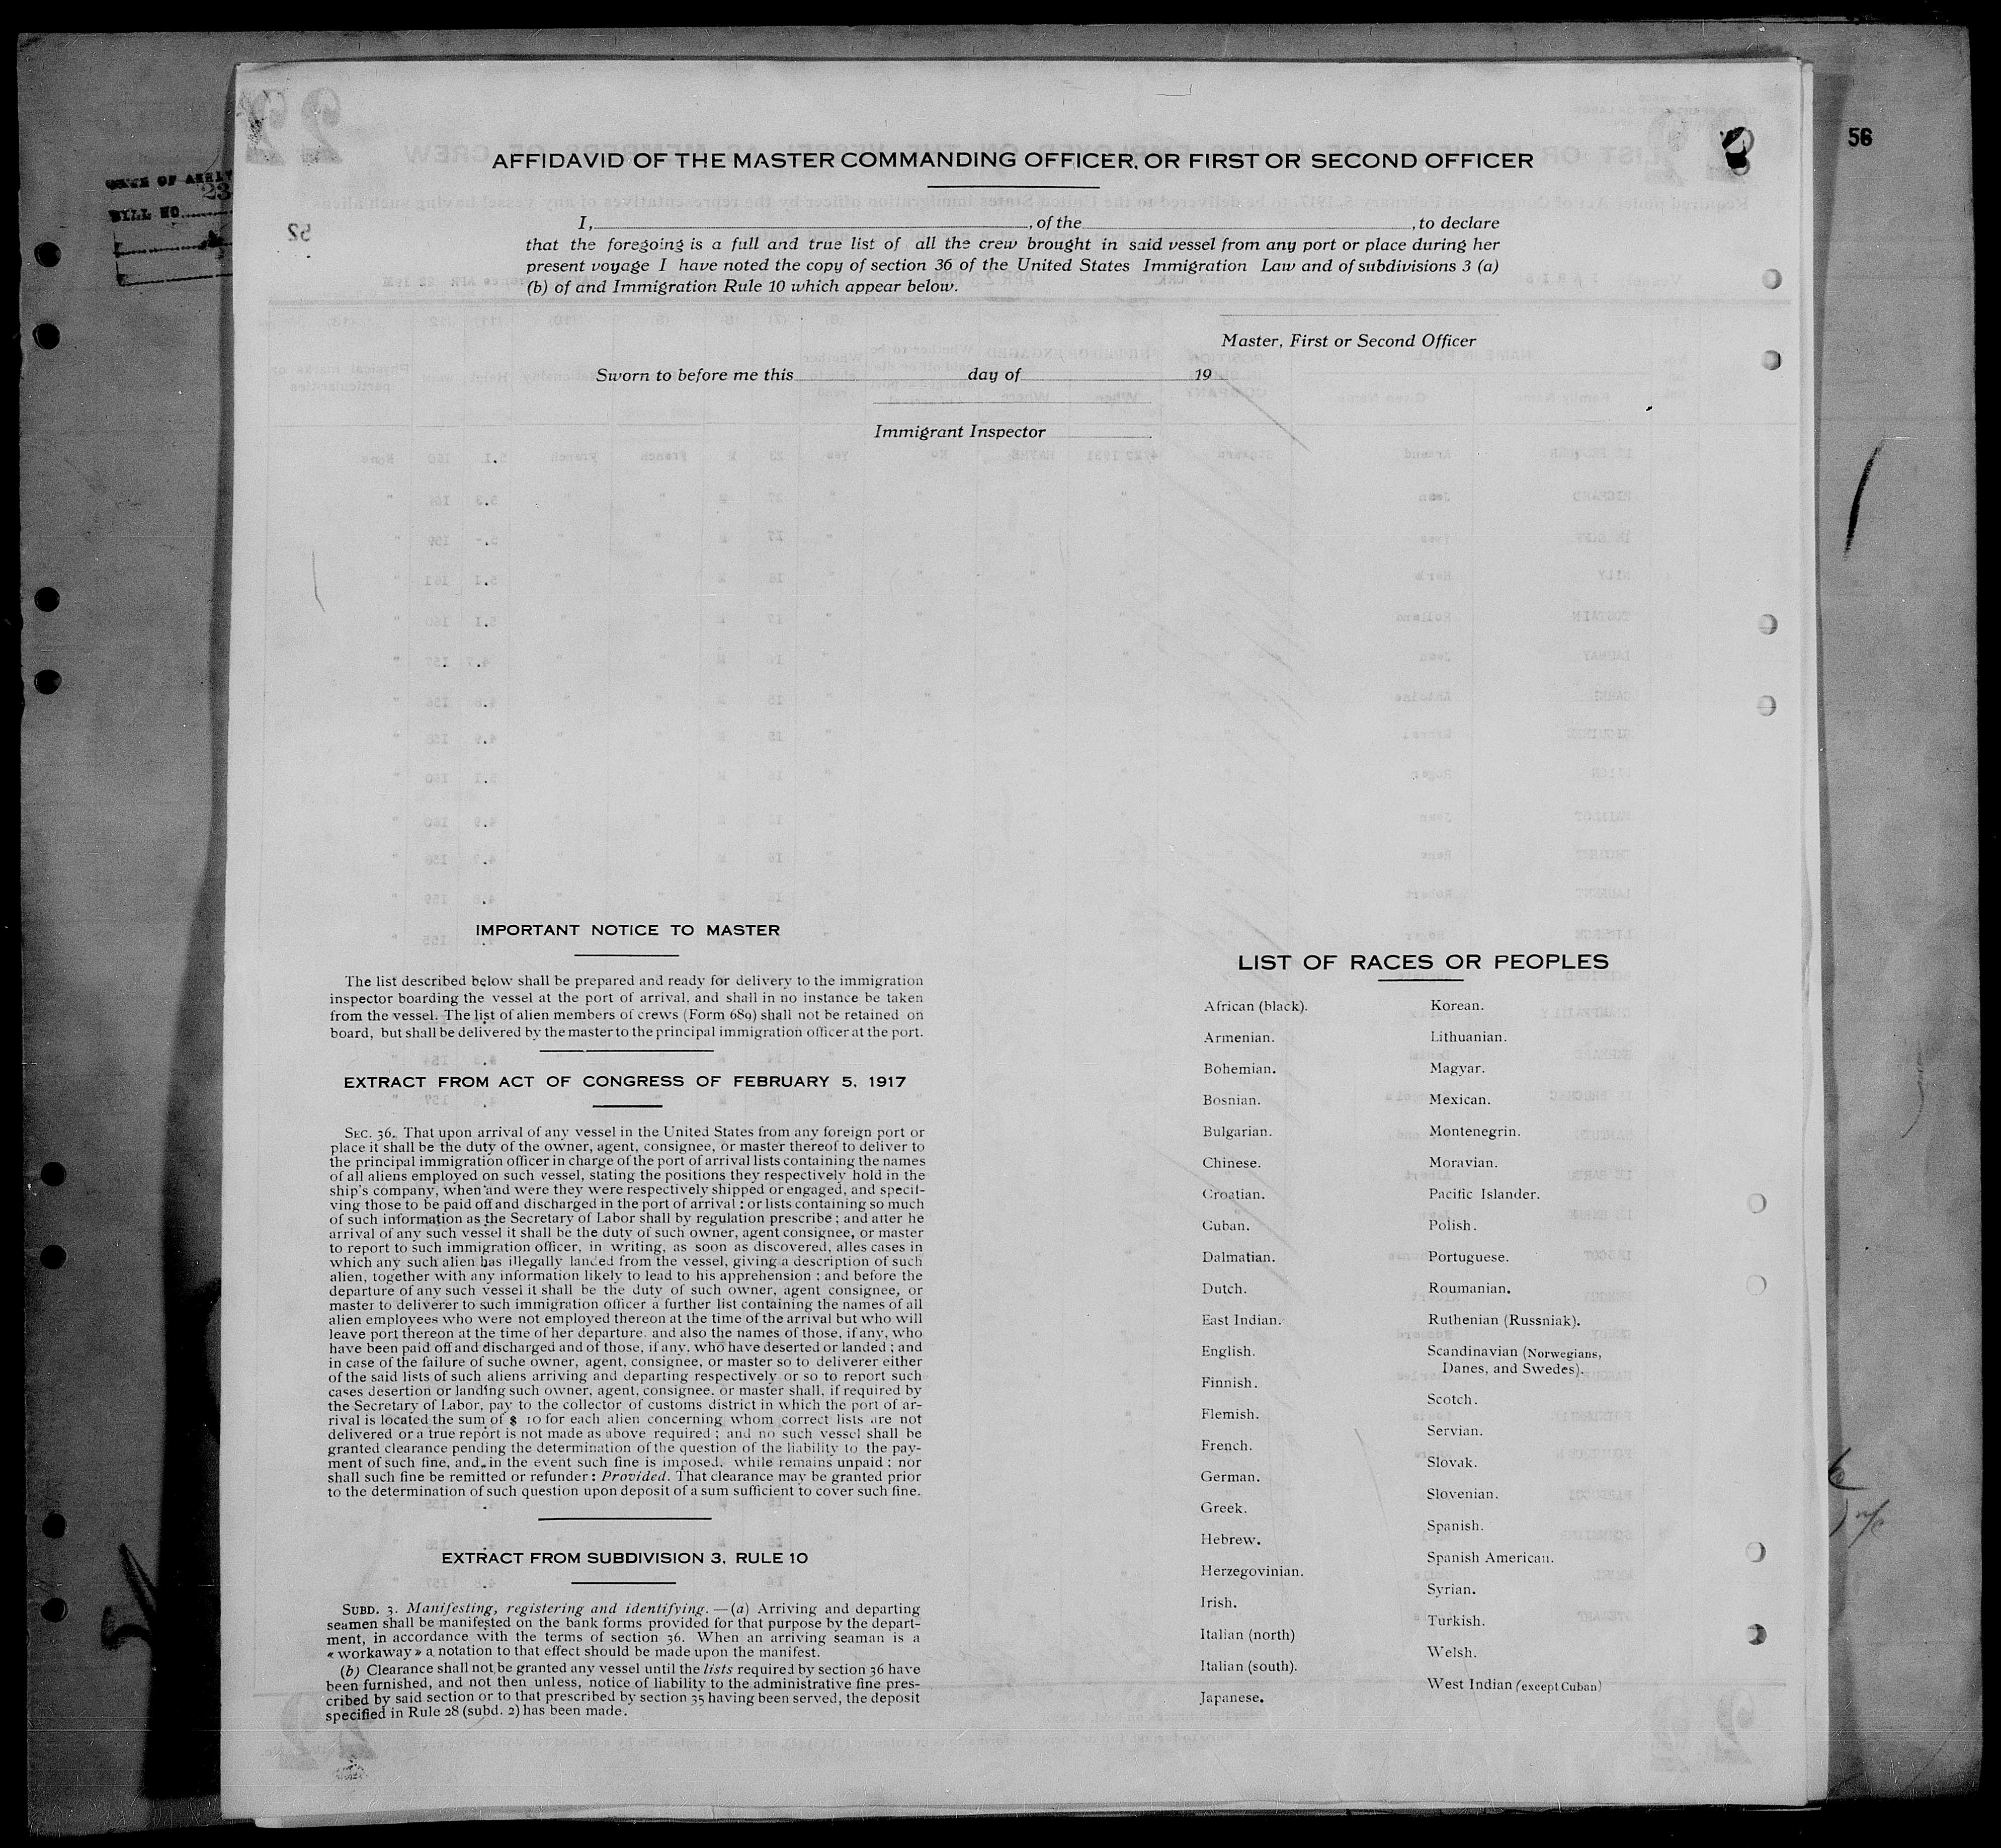 56
BILL NO
52
AFFIDAVID OF THE MASTER COMMANDING OFFICER, OR FIRST OR SECOND OFFICER
I, , of the , to declare
that the foregoing is a full and true list of all the crew brought in said vessel from any port or place during her
present voyage I have noted the copy of section 36 of the United States Immigration Law and of subdivisions 3 (a)
(b) of and Immigration Rule 10 which appear below.
Master, First or Second Officer
Sworn to before me this day of 19
Immigrant Inspector
IMPORTANT NOTICE TO MASTER
The list described below shall be prepared and ready for delivery to the immigration
inspector boarding the vessel at the port of arrival, and shall in no instance be taken
from the vessel. The list of alien members of crews (Form 689) shall not be retained on
board, but shall be delivered by the master to the principal immigration officer at the port.
EXTRACT FROM ACT OF CONGRESS OF FEBRUARY 5, 1917
SEC. 36. That upon arrival of any vessel in the United States from any foreign port or
place it shall be the duty of the owner, agent, consignee, or master thereof to deliver to
the principal immigration officer in charge of the port of arrival lists containing the names
of all aliens employed on such vessel, stating the positions they respectively hold in the
ship's company, when and were they were respectively shipped or engaged, and specil-
ving those to be paid off and discharged in the port of arrival : or lists containing so much
of such information as the Secretary of Labor shall by regulation prescribe ; and atter he
arrival of any such vessel it shall be the duty of such owner, agent consignee, or master
to report to such immigration officer, in writing, as soon as discovered, alles cases in
which any such alien has illegally landed from the vessel, giving a description of such
alien, together with any information likely to lead to his apprehension ; and before the
departure of any such vessel it shall be the duty of such owner, agent consignee, or
master to deliverer to such immigration officer a further list containing the names of all
alien employees who were not employed thereon at the time of the arrival but who will
leave port thereon at the time of her departure, and also the names of those, if any, who
have been paid off and discharged and of those, if any, who have deserted or landed ; and
in case of the failure of suche owner, agent, consignee, or master so to deliverer either
of the said lists of such aliens arriving and departing respectively or so to report such
cases desertion or landing such owner, agent, consignee, or master shall, if required by
the Secretary of Labor, pay to the collector of customs district in which the port of ar-
rival is located the sum of $ 10 for each alien concerning whom correct lists are not
delivered or a true report is not made as above required ; and no such vessel shall be
granted clearance pending the determination of the question of the liability to the pay-
ment of such fine, and, in the event such fine is imposed, while remains unpaid ; nor
shall such fine be remitted or refunder : Provided. That clearance may be granted prior
to the determination of such question upon deposit of a sum sufficient to cover such fine.
EXTRACT FROM SUBDIVISION 3, RULE 10
SUBD. 3. Manifesting, registering and identifying. — (a) Arriving and departing
seamen shall be manifested on the bank forms provided for that purpose by the depart-
ment, in accordance with the terms of section 36. When an arriving seaman is a
« workaway » a notation to that effect should be made upon the manifest.
(b) Clearance shall not be granted any vessel until the lists required by section 36 have
been furnished, and not then unless, notice of liability to the administrative fine pres-
cribed by said section or to that prescribed by section 35 having been served, the deposit
specified in Rule 28 (subd. 2) has been made.
LIST OF RACES OR PEOPLES
African (black).
Armenian.
Bohemian.
Bosnian.
Bulgarian.
Chinese.
Croatian.
Cuban.
Dalmatian.
Dutch.
East Indian.
English.
Finnish.
Flemish.
French.
German.
Greek.
Hebrew.
Herzegovinian.
Irish.
Italian (north)
Italian (south).
Japanese.
Korean.
Lithuanian.
Magyar.
Mexican.
Montenegrin.
Moravian.
Pacific Islander.
Polish.
Portuguese.
Roumanian.
Ruthenian (Russniak).
Scandinavian (Norwegians,
Danes, and Swedes).
Scotch.
Servian.
Slovak.
Slovenian.
Spanish.
Spanish American.
Syrian.
Turkish.
Welsh.
West Indian (except Cuban)